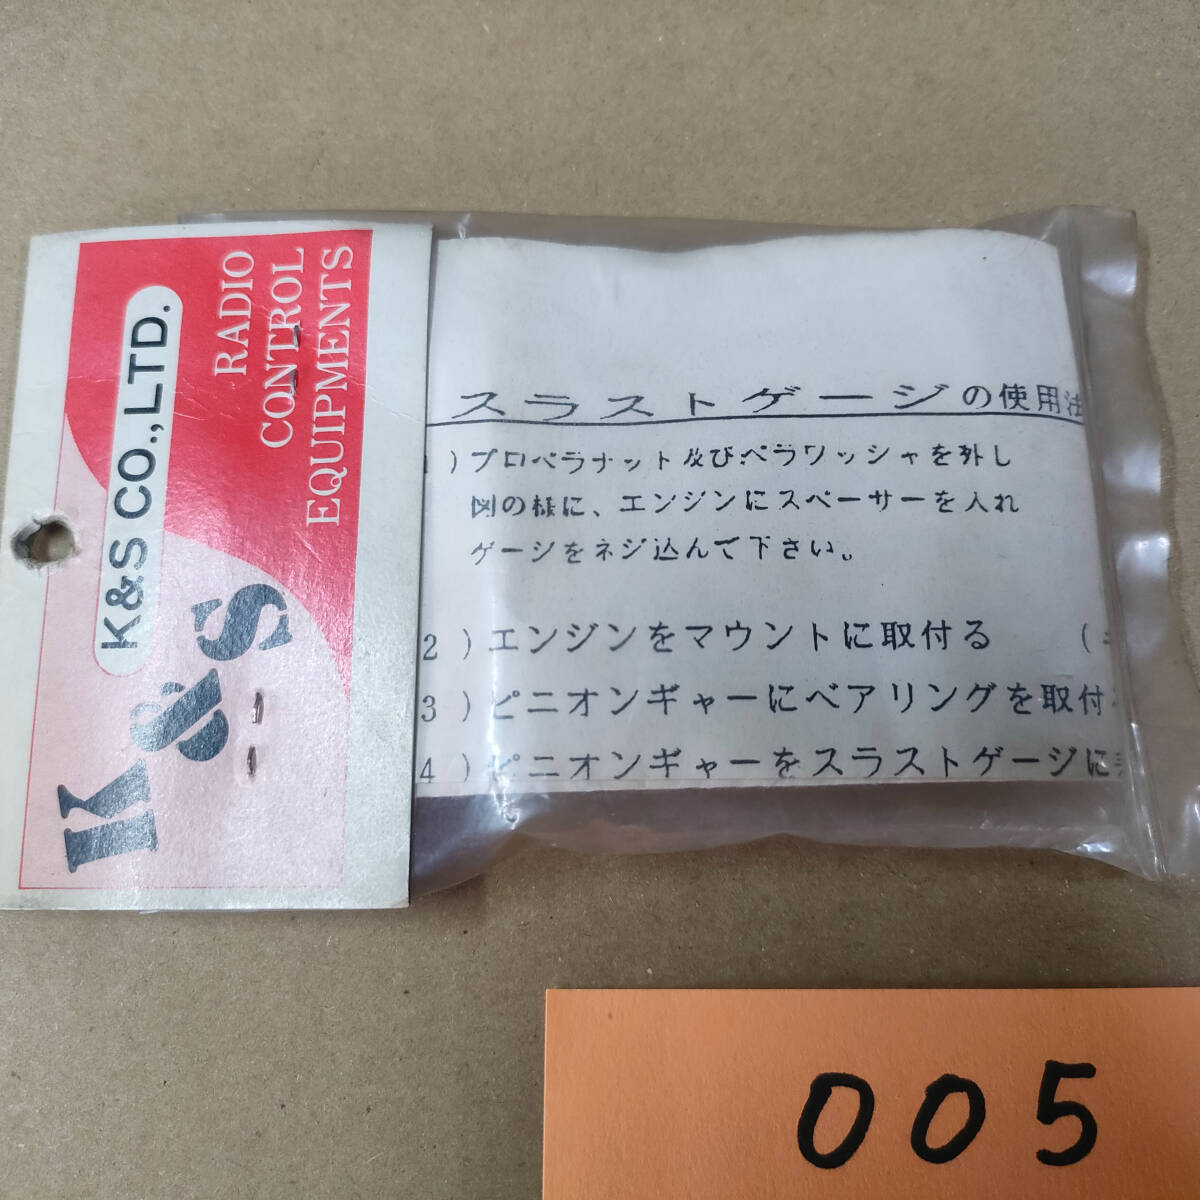 K&S CO.,LTD.
RADIO
CONTROL
EQUIPMENTS
K&S
スラストゲージの使用法
1）プロペラナット及びペラワッシャを外し
図の様に、エンジンにスペーサーを入れ
ゲージをネジ込んで下さい。
2）エンジンをマウントに取付る （
3）ピニオンギャーにベアリングを取付
4）ピニオンギャーをスラストゲージに
005